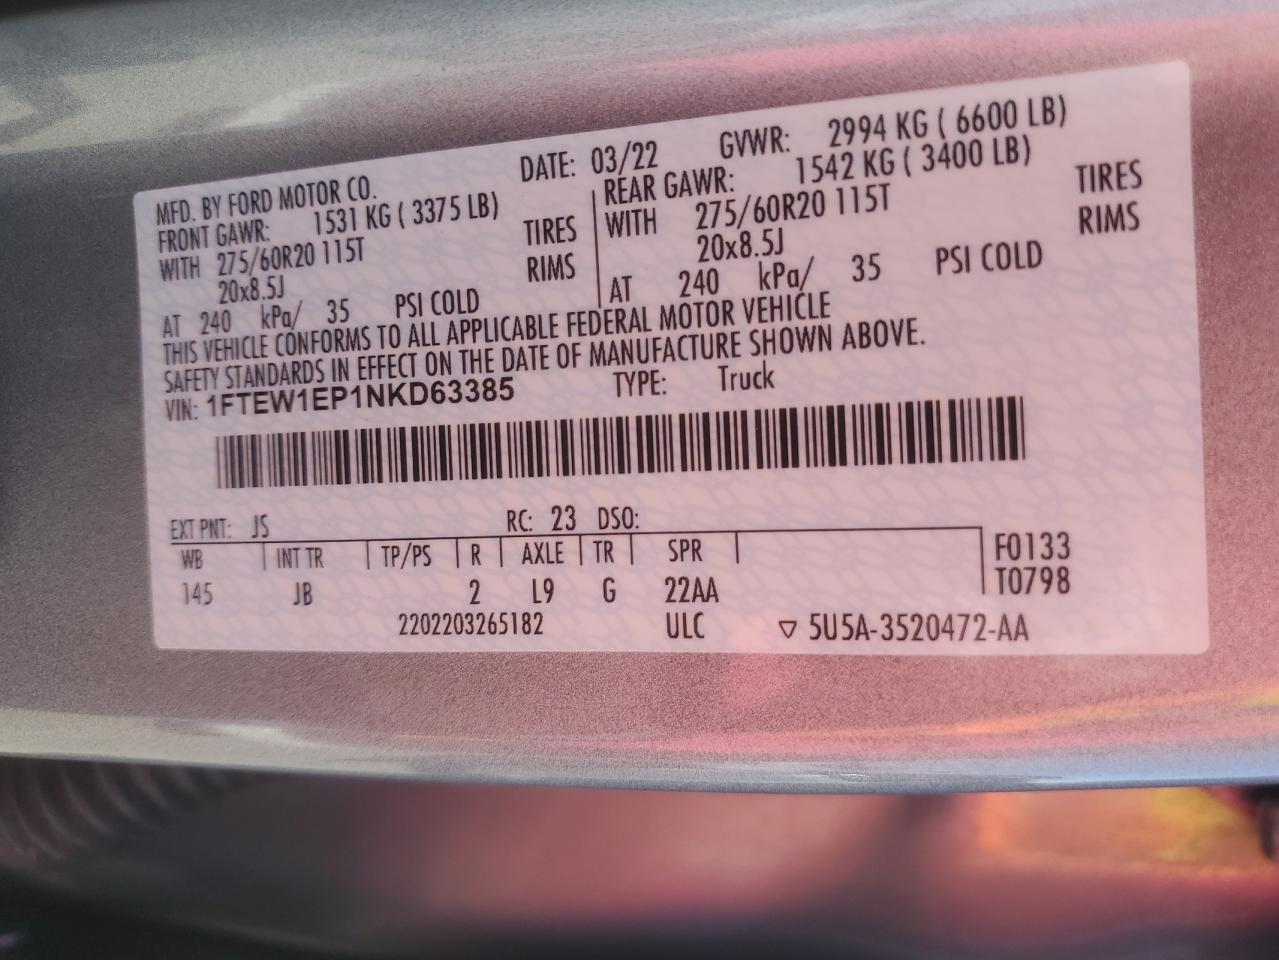 MFD. BY FORD MOTOR CO. DATE: 03/22 GVWR: 2994 KG ( 6600 LB)
FRONT GAWR: 1531 KG ( 3375 LB) REAR GAWR: 1542 KG ( 3400 LB)
WITH 275/60R20 115T TIRES WITH 275/60R20 115T TIRES
20x8.5J RIMS 20x8.5J RIMS
AT 240 kPa/ 35 PSI COLD AT 240 kPa/ 35 PSI COLD
THIS VEHICLE CONFORMS TO ALL APPLICABLE FEDERAL MOTOR VEHICLE
SAFETY STANDARDS IN EFFECT ON THE DATE OF MANUFACTURE SHOWN ABOVE.
VIN: 1FTEW1EP1NKD63385 TYPE: Truck
EXT PNT: JS RC: 23 DSO:
WB INT TR TP/PS R AXLE TR SPR F0133
145 JB 2 L9 G 22AA T0798
2202203265182 ULC ▽ 5U5A-3520472-AA